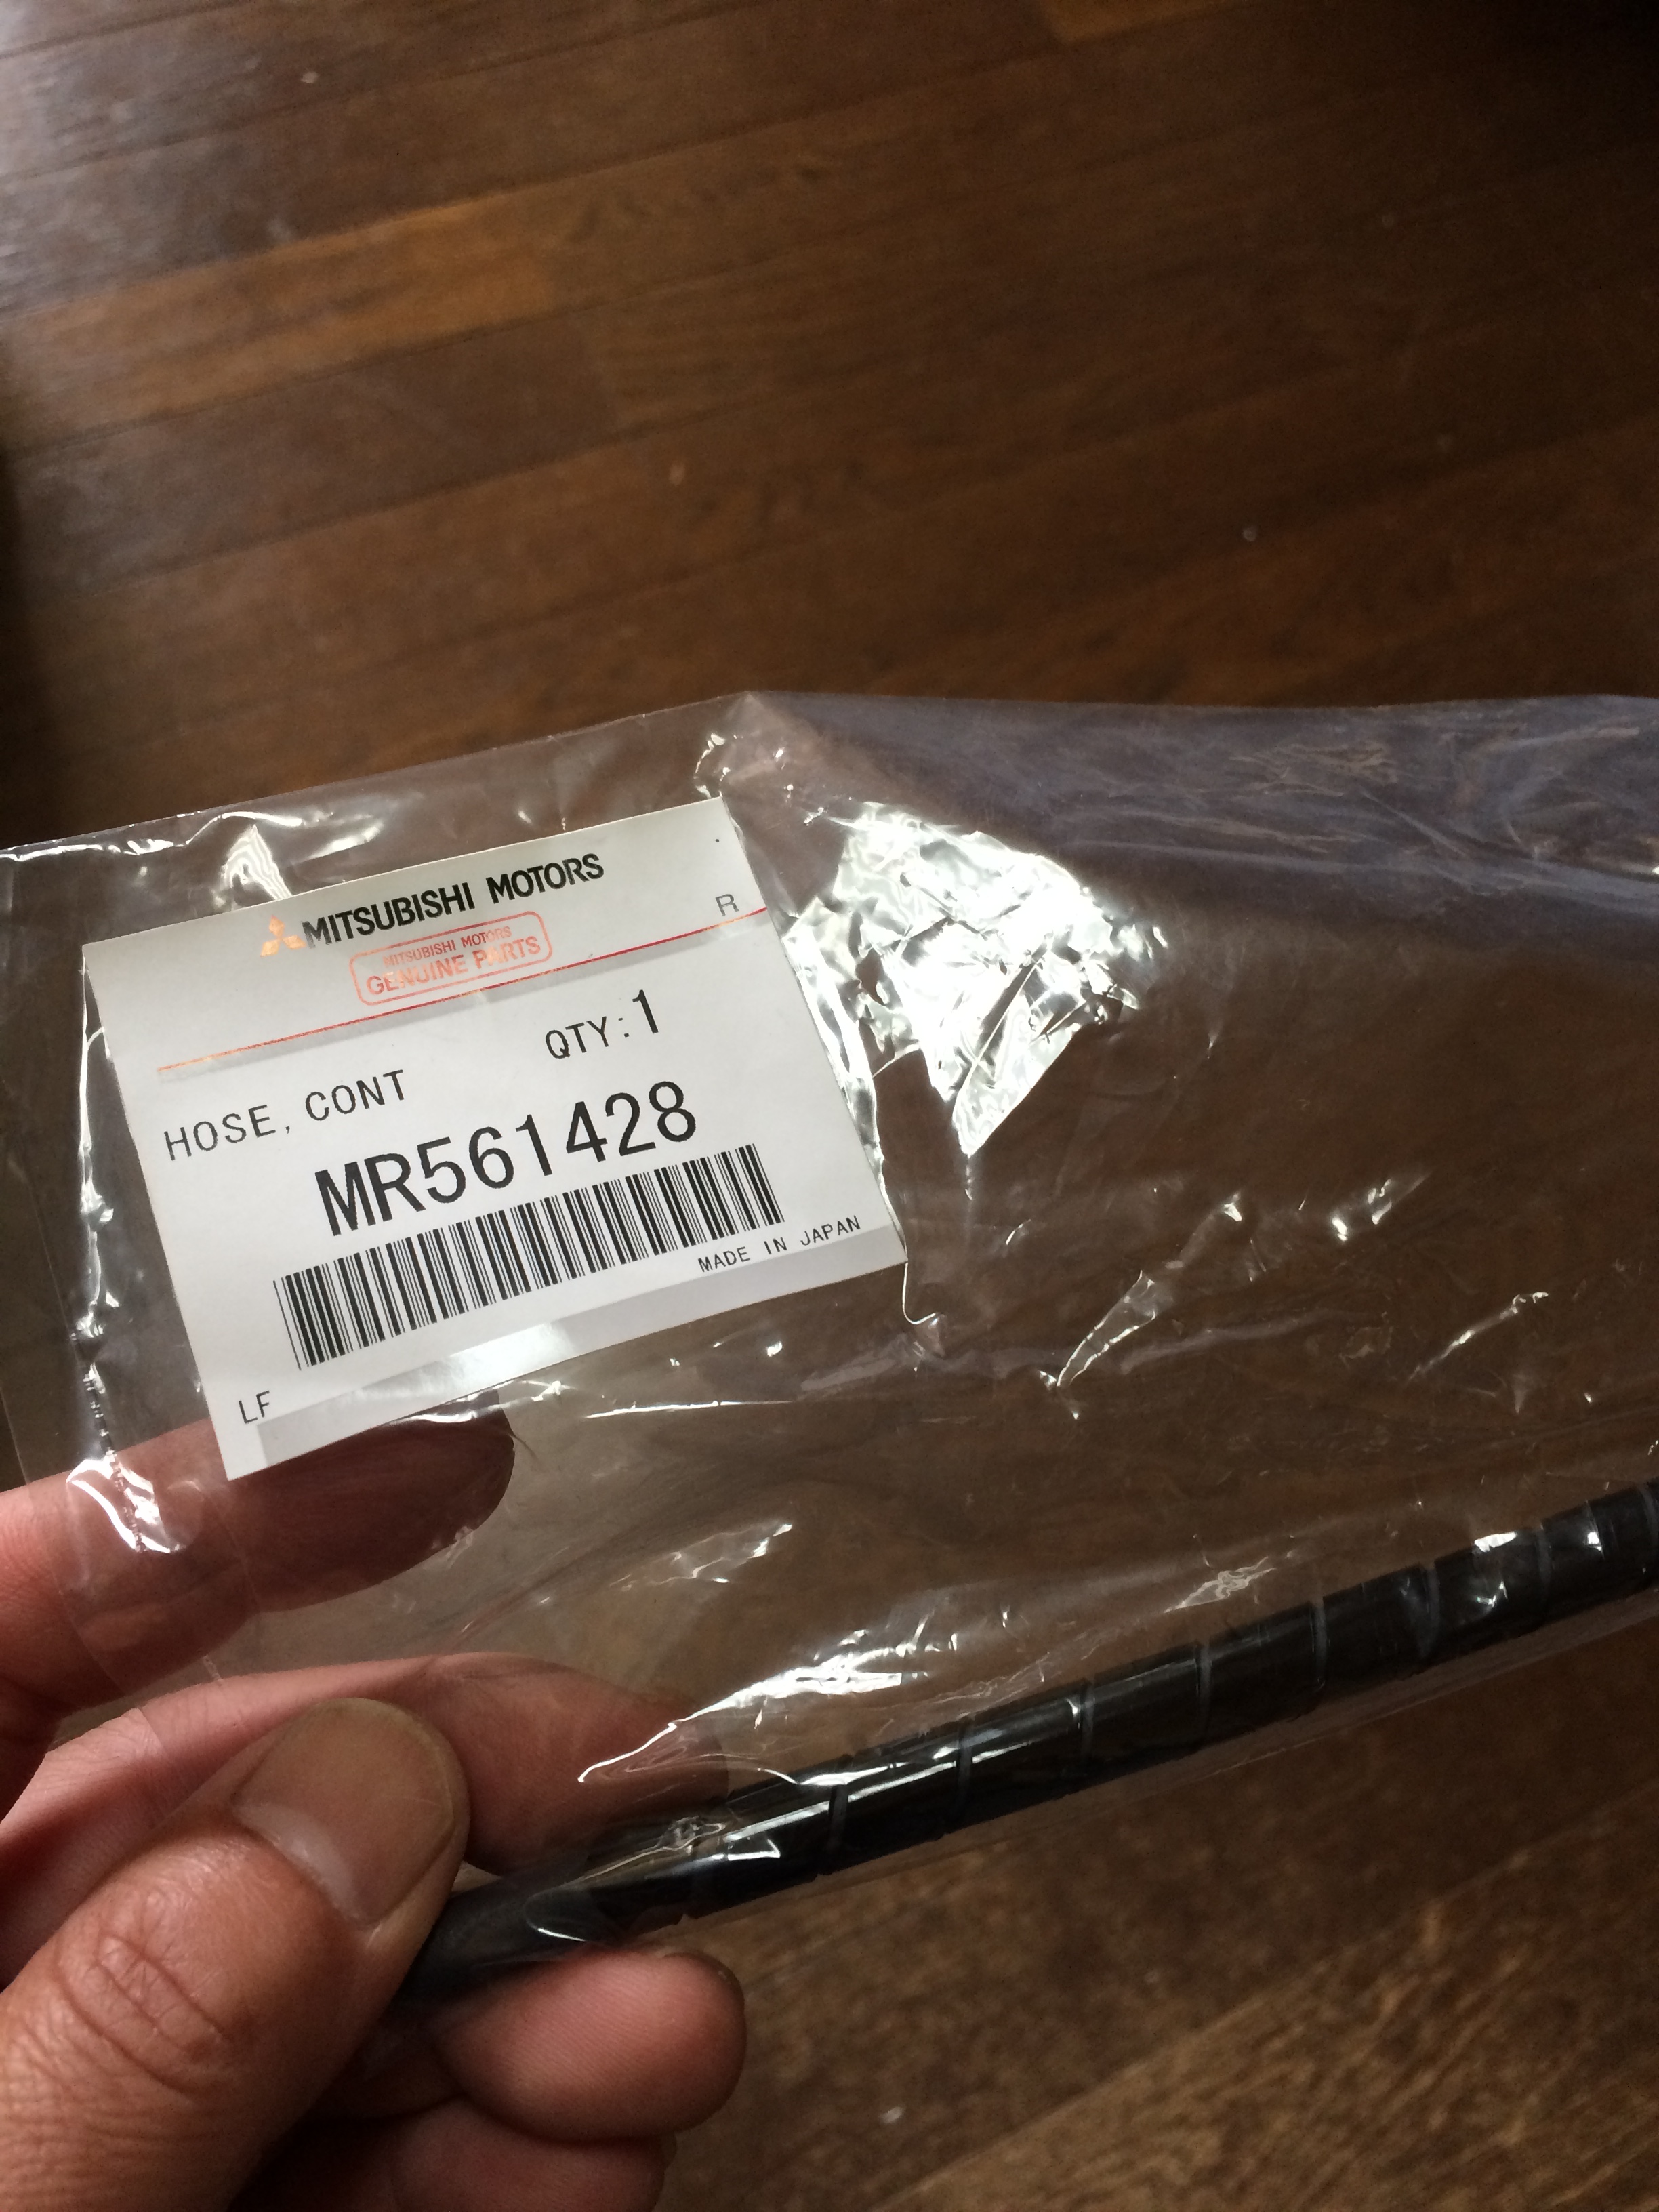 MITSUBISHI MOTORS
MITSUBISHI MOTORS
GENUINE PARTS
R
QTY:1
HOSE, CONT
MR561428
MADE IN JAPAN
LF